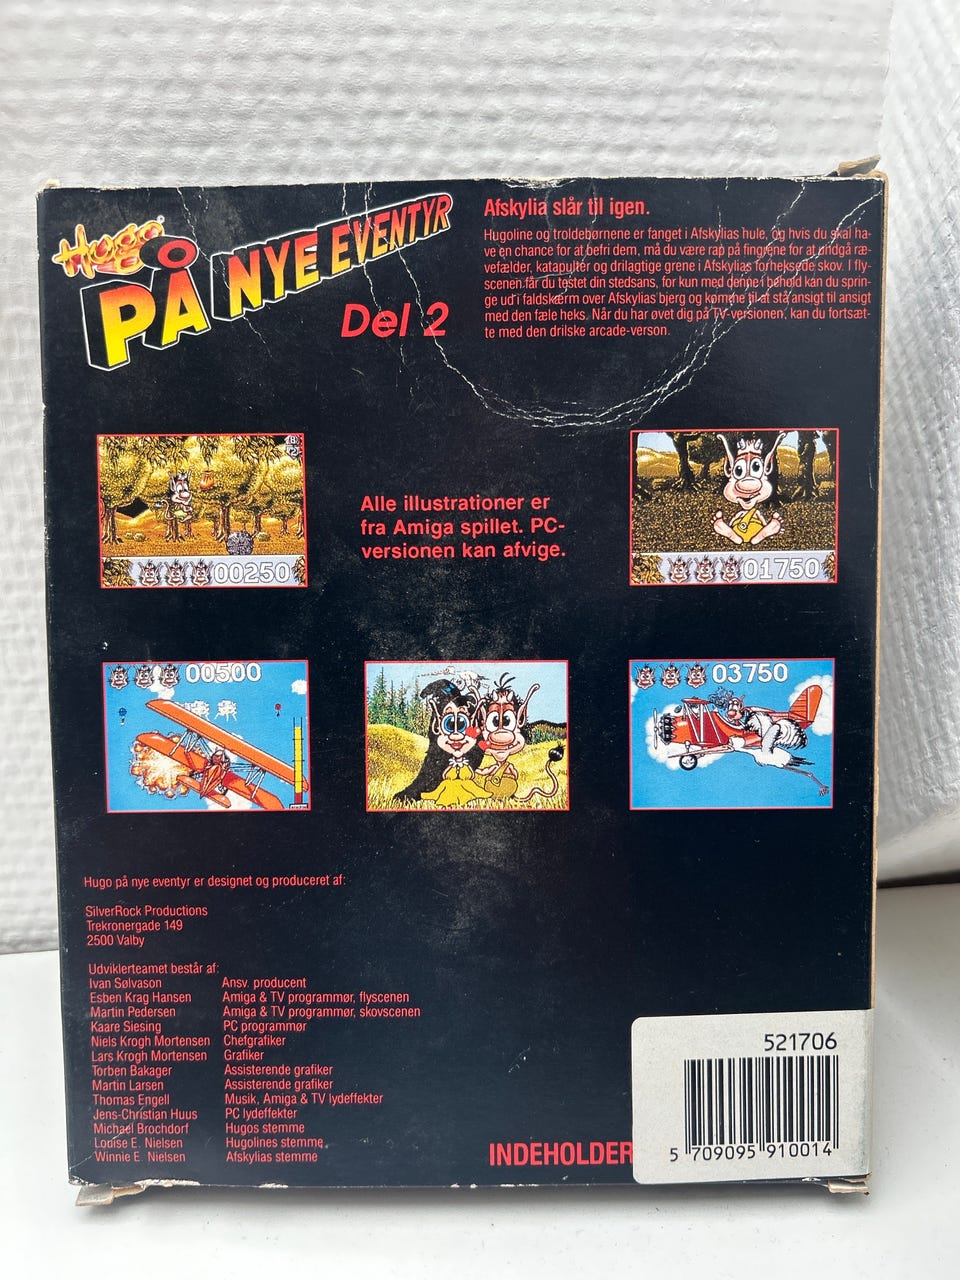 Hugo
PÅ NYE EVENTYR
Del 2
Afskylia slår til igen.
Hugoline og troldebørnene er fanget i Afskylias hule, og hvis du skal ha-
ve en chance for at befri dem, må du være rap på fingrene for at undgå ræ-
vefælder, katapulter og drilagtige grene i Afskylias forheksede skov. I fly-
scenen får du testet din stedsans, for kun med denne i behold kan du sprin-
ge ud i faldskærm over Afskylias bjerg og komme til at stå ansigt til ansigt
med den fæle heks. Når du har øvet dig på TV-versionen, kan du fortsæt-
te med den drilske arcade-verson.
00250
Alle illustrationer er
fra Amiga spillet. PC-
versionen kan afvige.
01750
00500
03750
Hugo på nye eventyr er designet og produceret af:
SilverRock Productions
Trekronergade 149
2500 Valby
Udviklerteamet består af:
Ivan Sølvason Ansv. producent
Esben Krag Hansen Amiga & TV programmør, flyscenen
Martin Pedersen Amiga & TV programmør, skovscenen
Kaare Siesing PC programmør
Niels Krogh Mortensen Chefgrafiker
Lars Krogh Mortensen Grafiker
Torben Bakager Assisterende grafiker
Martin Larsen Assisterende grafiker
Thomas Engell Musik, Amiga & TV lydeffekter
Jens-Christian Huus PC lydeffekter
Michael Brochdorf Hugos stemme
Louise E. Nielsen Hugolines stemme
Winnie E. Nielsen Afskylias stemme
INDEHOLDER
521706
5 709095 910014